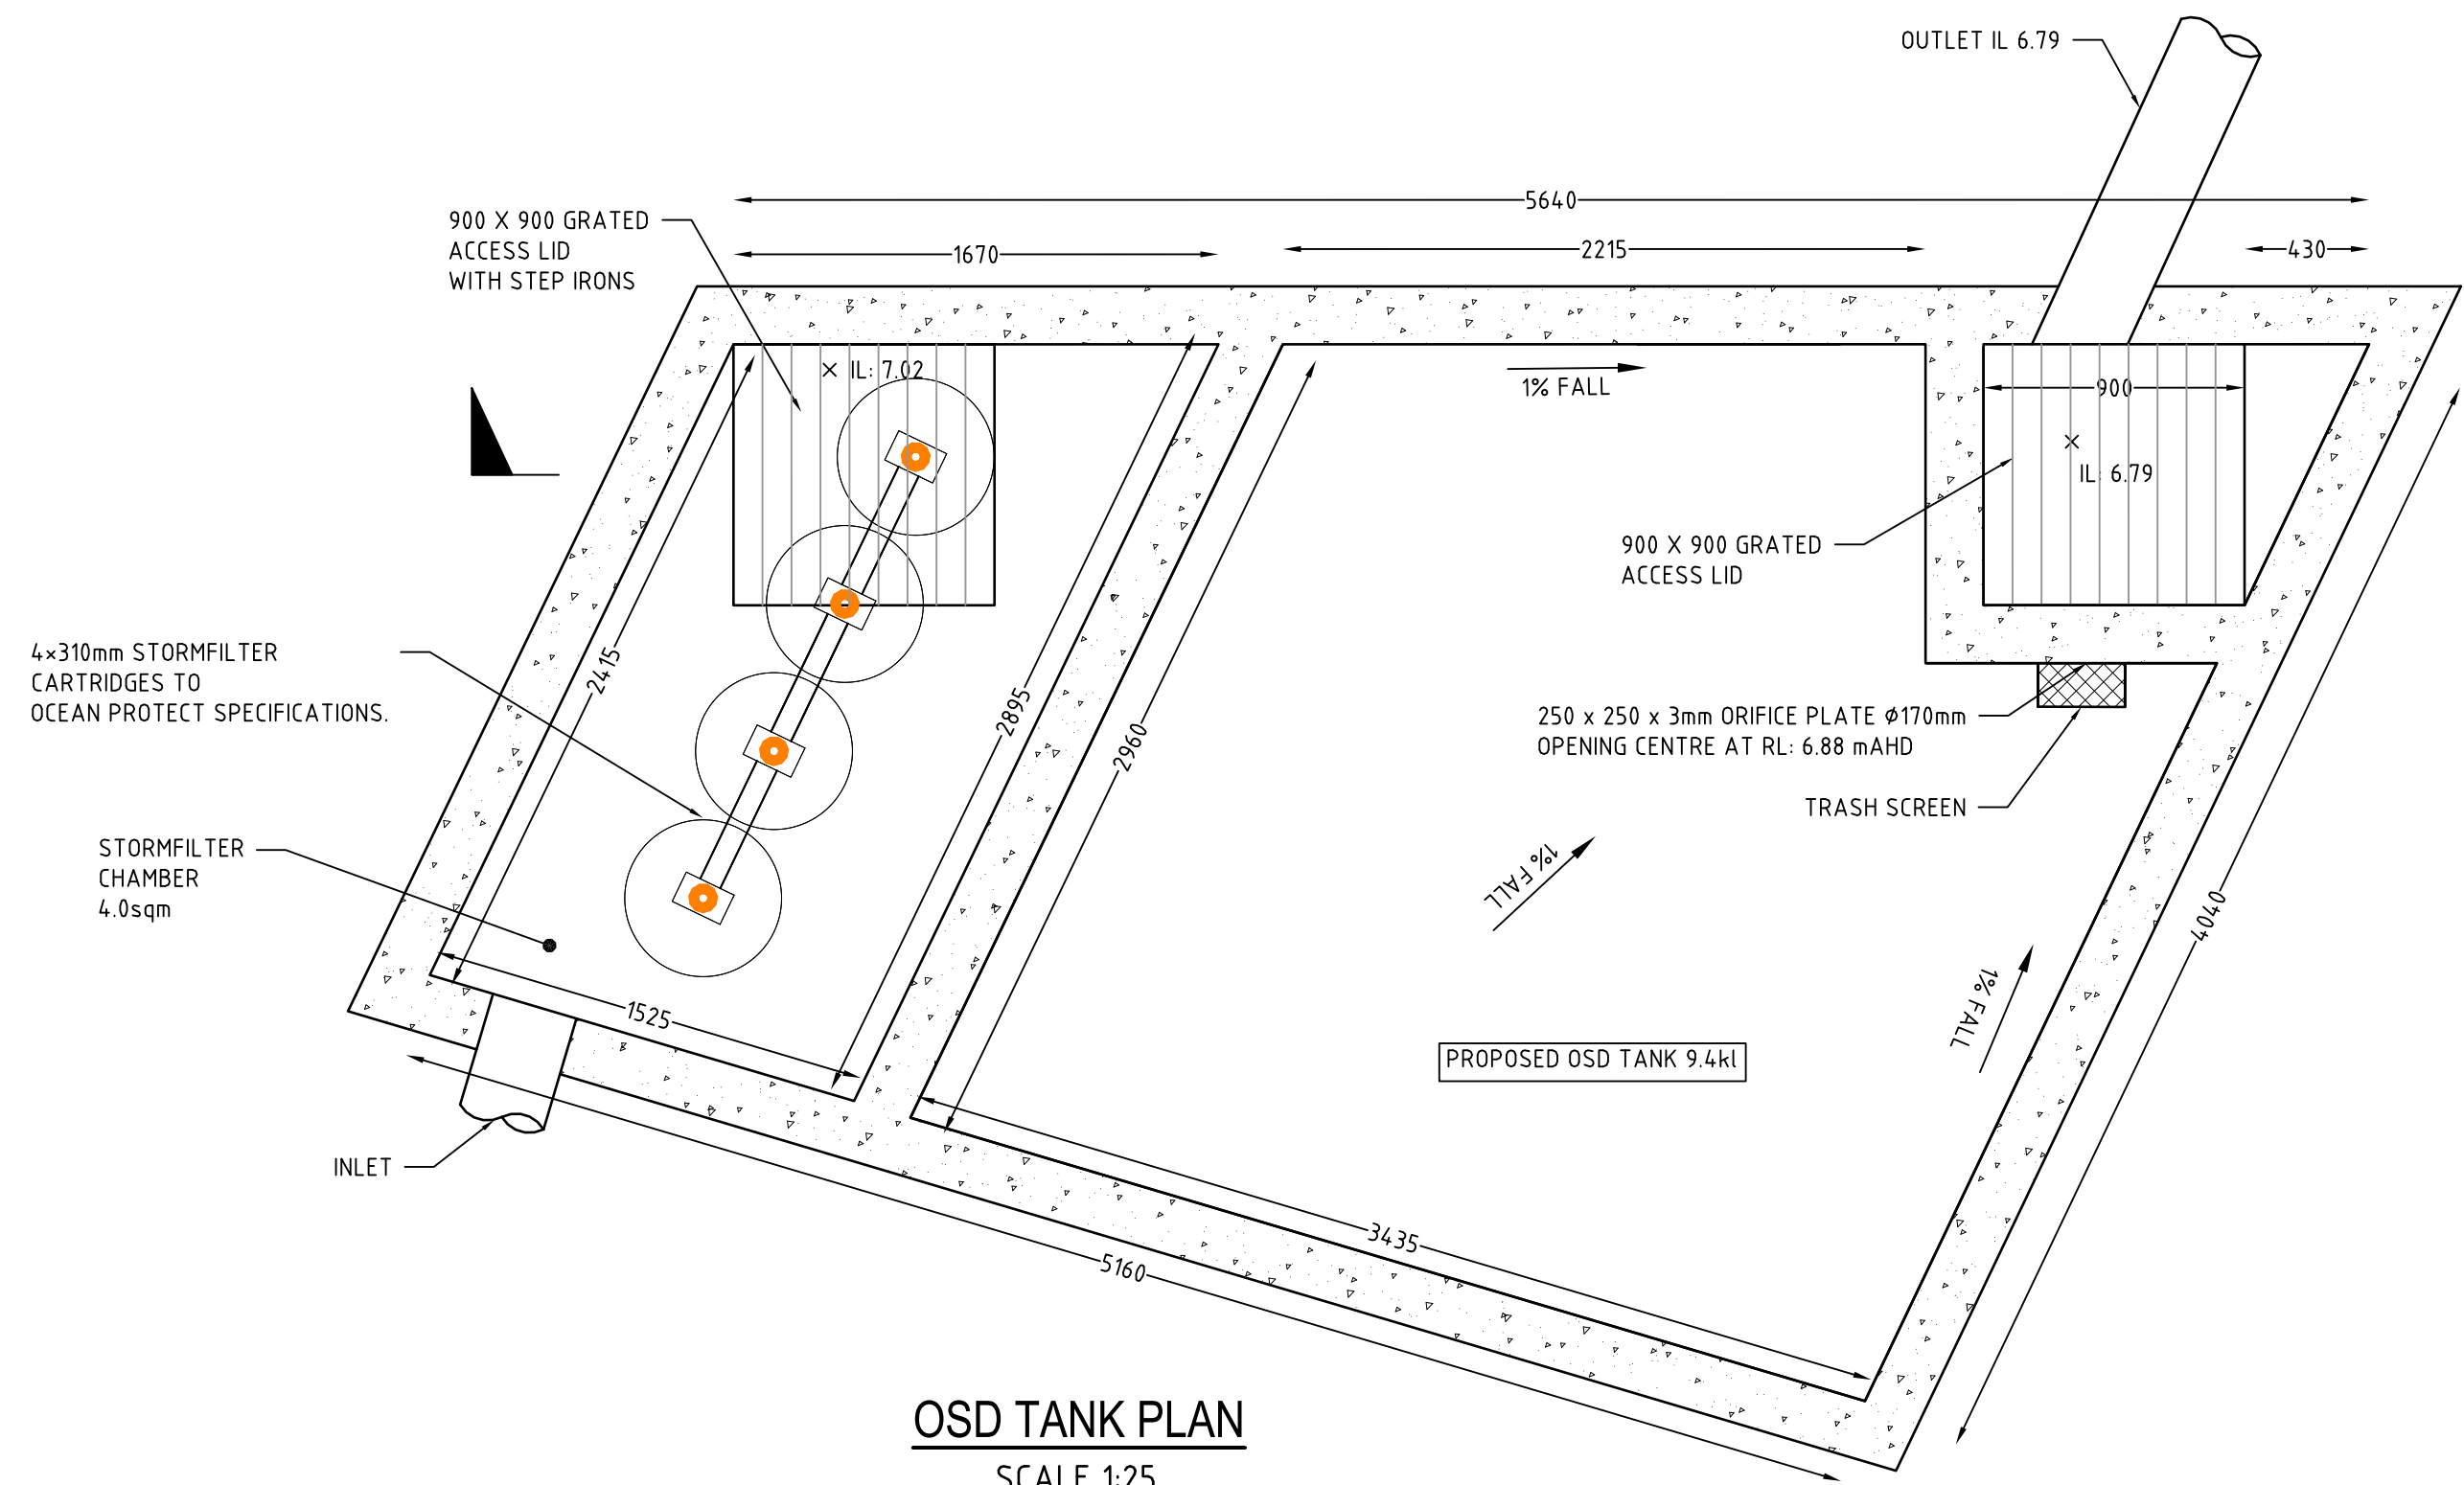 OUTLET IL 6.79
5640
900 X 900 GRATED
ACCESS LID
WITH STEP IRONS
1670
2215
430
IL: 7.02
1% FALL
900
IL: 6.79
900 X 900 GRATED
ACCESS LID
4×310mm STORMFILTER
CARTRIDGES TO
OCEAN PROTECT SPECIFICATIONS.
2415
2895
2960
250 x 250 x 3mm ORIFICE PLATE Ø170mm
OPENING CENTRE AT RL: 6.88 mAHD
TRASH SCREEN
STORMFILTER
CHAMBER
4.0sqm
1% FALL
4040
1% FALL
1525
PROPOSED OSD TANK 9.4kl
INLET
3435
5160
OSD TANK PLAN
SCALE 1:25